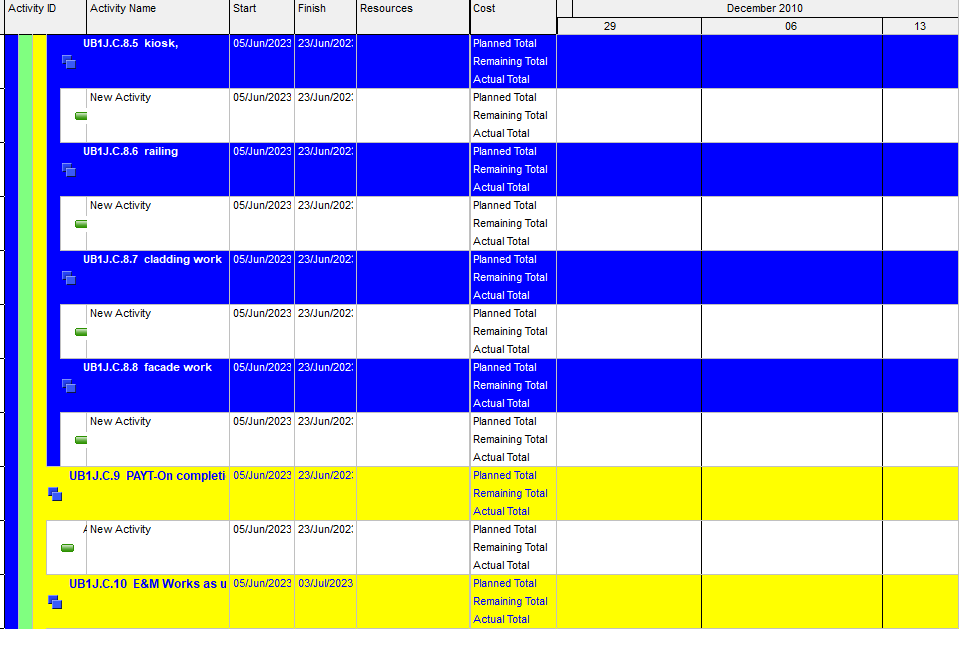 Activity ID Activity Name Start Finish Resources Cost December 2010
29 06 13
UB1J.C.8.5 kiosk, 05/Jun/2023 23/Jun/202 Planned Total
Remaining Total
Actual Total
New Activity 05/Jun/2023 23/Jun/202 Planned Total
Remaining Total
Actual Total
UB1J.C.8.6 railing 05/Jun/2023 23/Jun/202 Planned Total
Remaining Total
Actual Total
New Activity 05/Jun/2023 23/Jun/202 Planned Total
Remaining Total
Actual Total
UB1J.C.8.7 cladding work 05/Jun/2023 23/Jun/202 Planned Total
Remaining Total
Actual Total
New Activity 05/Jun/2023 23/Jun/202 Planned Total
Remaining Total
Actual Total
UB1J.C.8.8 facade work 05/Jun/2023 23/Jun/202 Planned Total
Remaining Total
Actual Total
New Activity 05/Jun/2023 23/Jun/202 Planned Total
Remaining Total
Actual Total
UB1J.C.9 PAYT-On completi 05/Jun/2023 23/Jun/202 Planned Total
Remaining Total
Actual Total
New Activity 05/Jun/2023 23/Jun/202 Planned Total
Remaining Total
Actual Total
UB1J.C.10 E&M Works as u 05/Jun/2023 03/Jul/2023 Planned Total
Remaining Total
Actual Total